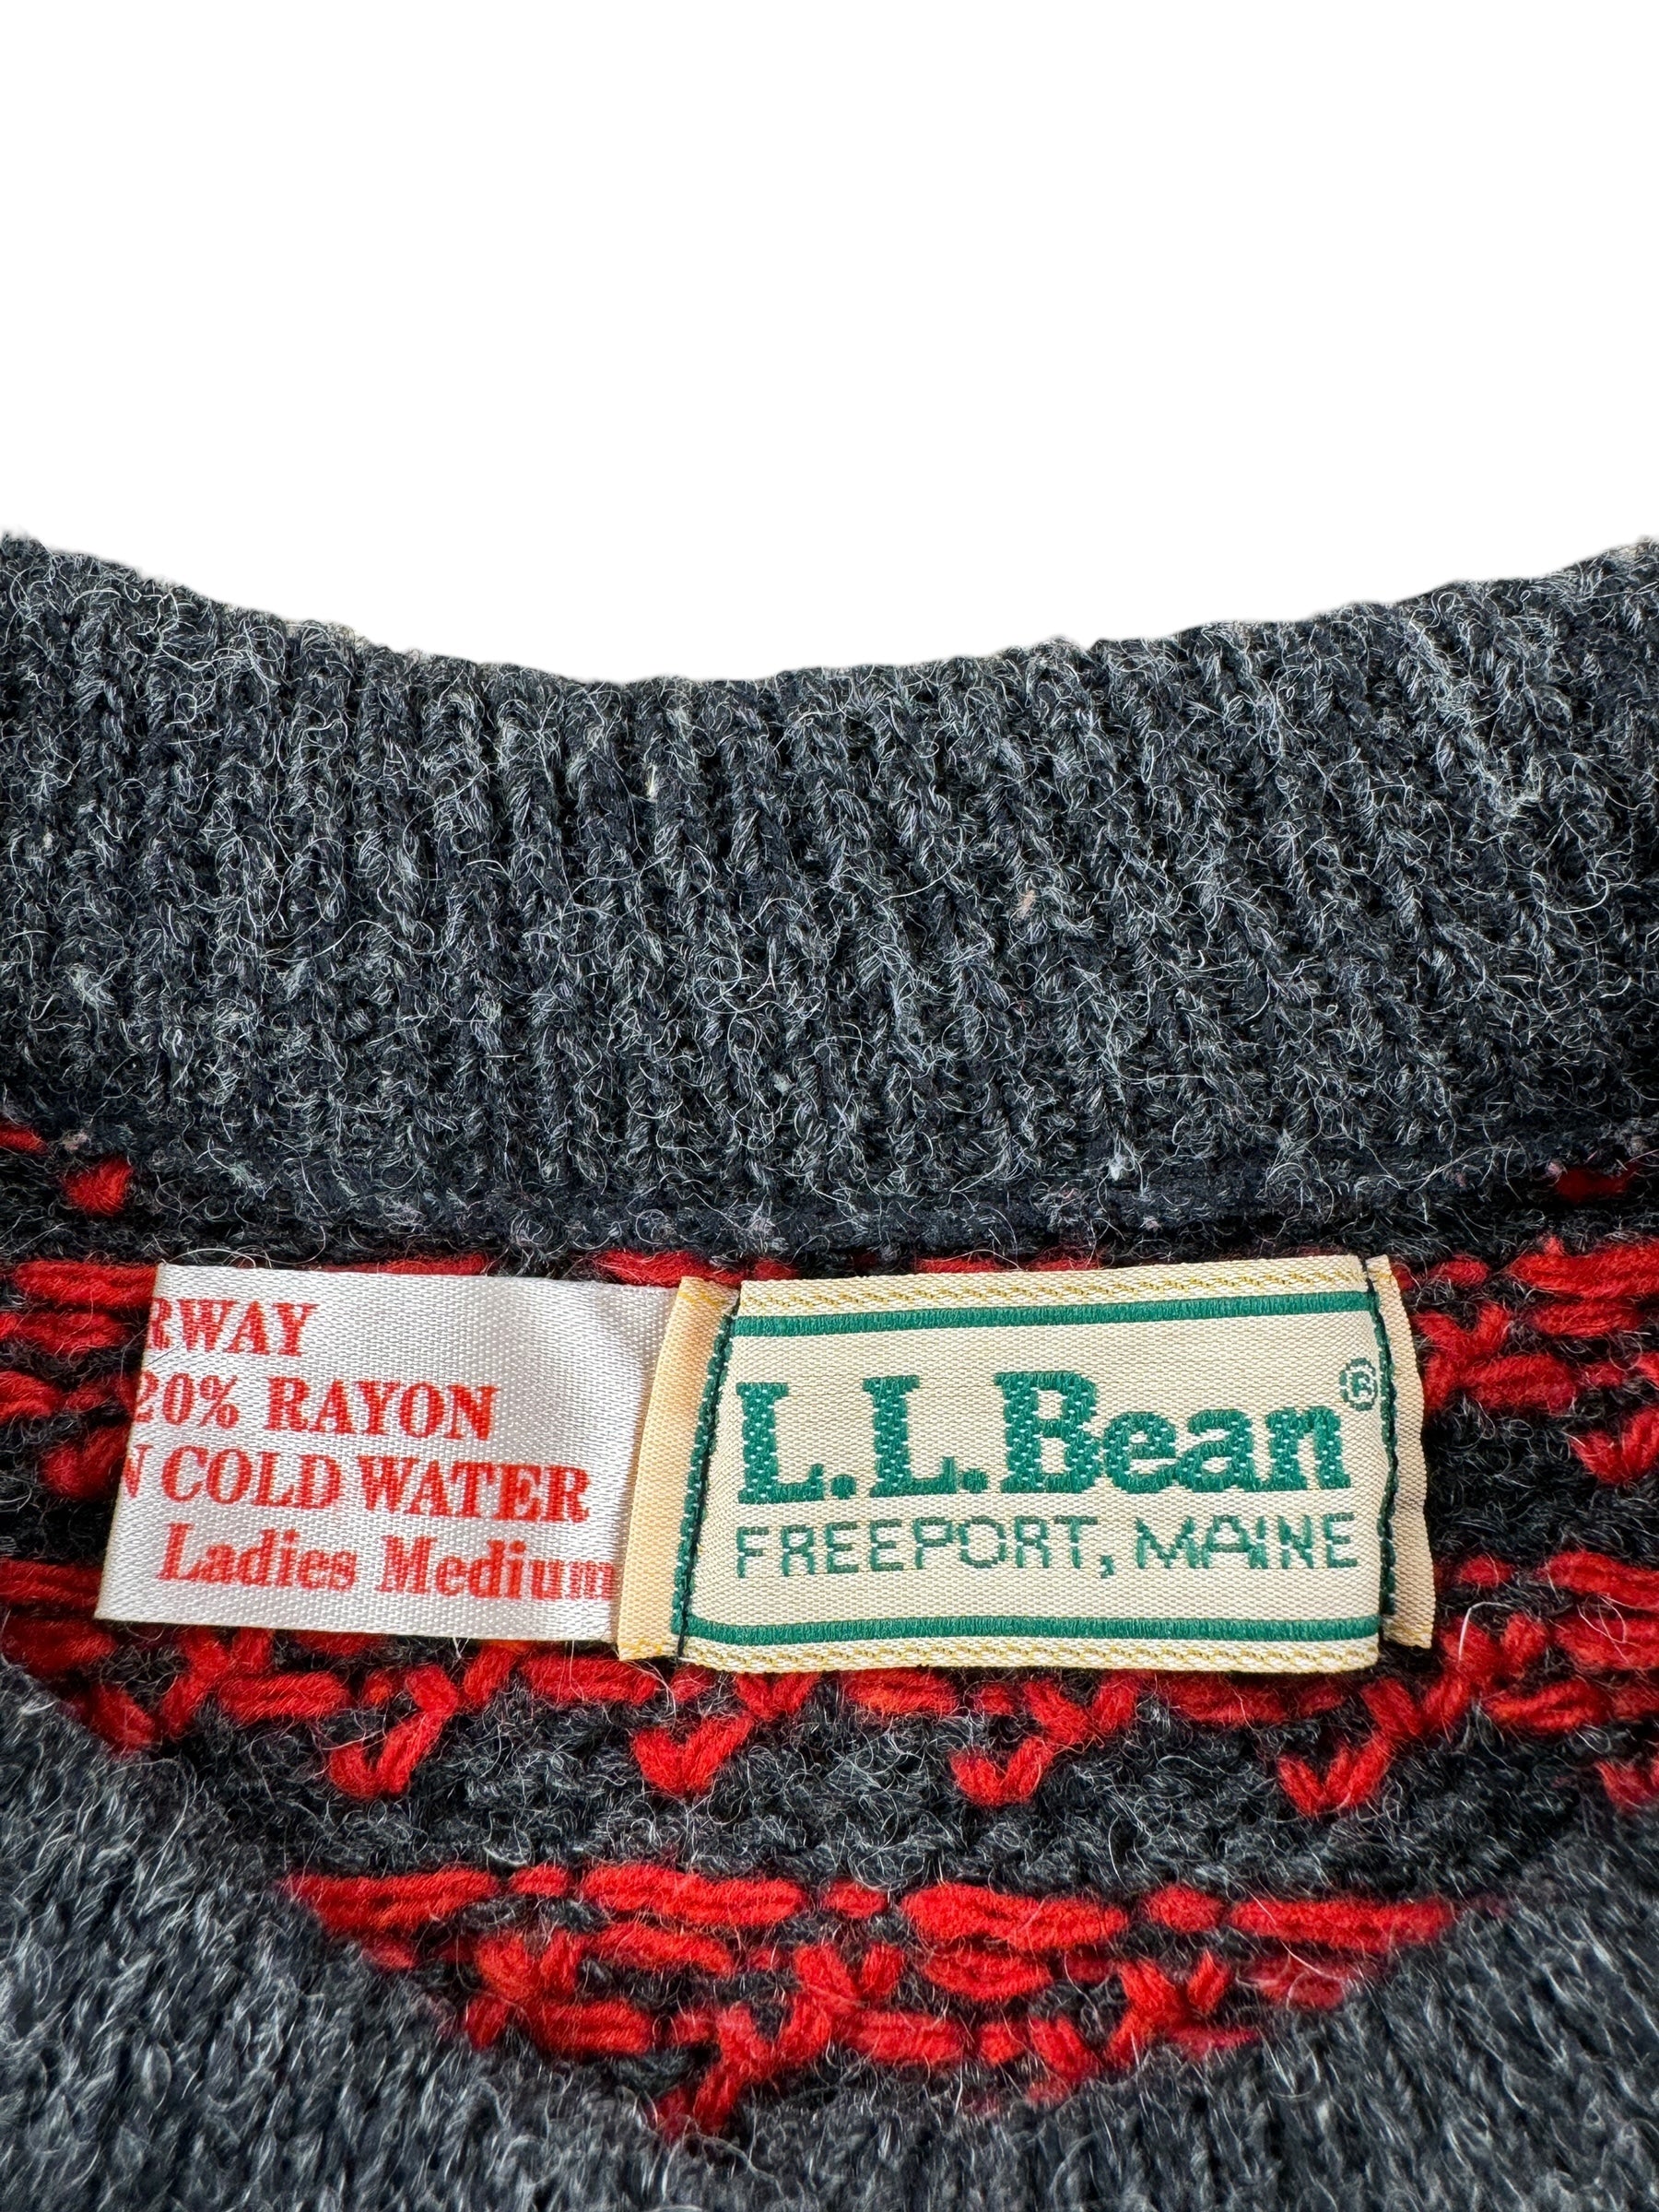 RWAY
20% RAYON
N COLD WATER
Ladies Medium
L.L.Bean®
FREEPORT, MAINE